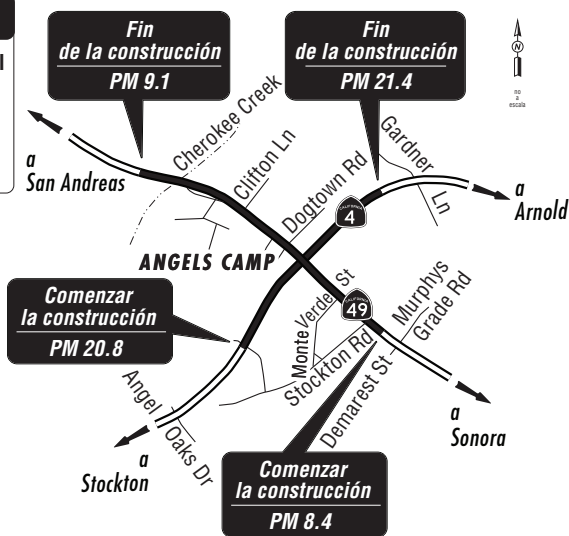 Fin
de la construcción
PM 9.1
Fin
de la construcción
PM 21.4
N
no
a
escala
l
a
San Andreas
Cherokee Creek
Clifton Ln
Dogtown Rd
Gardner
Ln
CALIFORNIA
4
a
Arnold
ANGELS CAMP
Comenzar
la construcción
PM 20.8
Monte Verde St
CALIFORNIA
49
Murphys
Grade Rd
Stockton Rd
Demarest St
Angel
Oaks Dr
a
Stockton
a
Sonora
Comenzar
la construcción
PM 8.4